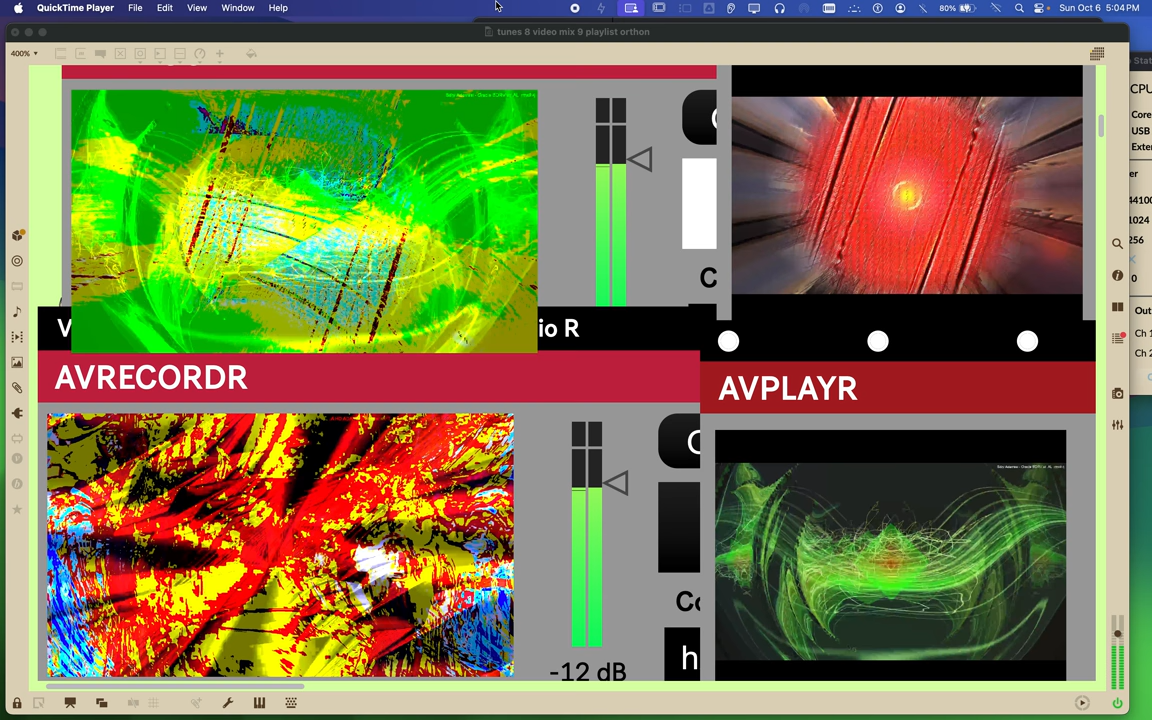 QuickTime Player File Edit View Window Help 80% Sun Oct 6 5:04 PM
tunes 8 video mix 9 playlist orthon
400%
Stat
CPU
Core
USB
Exter
er
44100
1024
256
0
Out
Ch 1
Ch 2
C
C
V
io R
AVRECORDR
AVPLAYR
C
Co
h
-12 dB